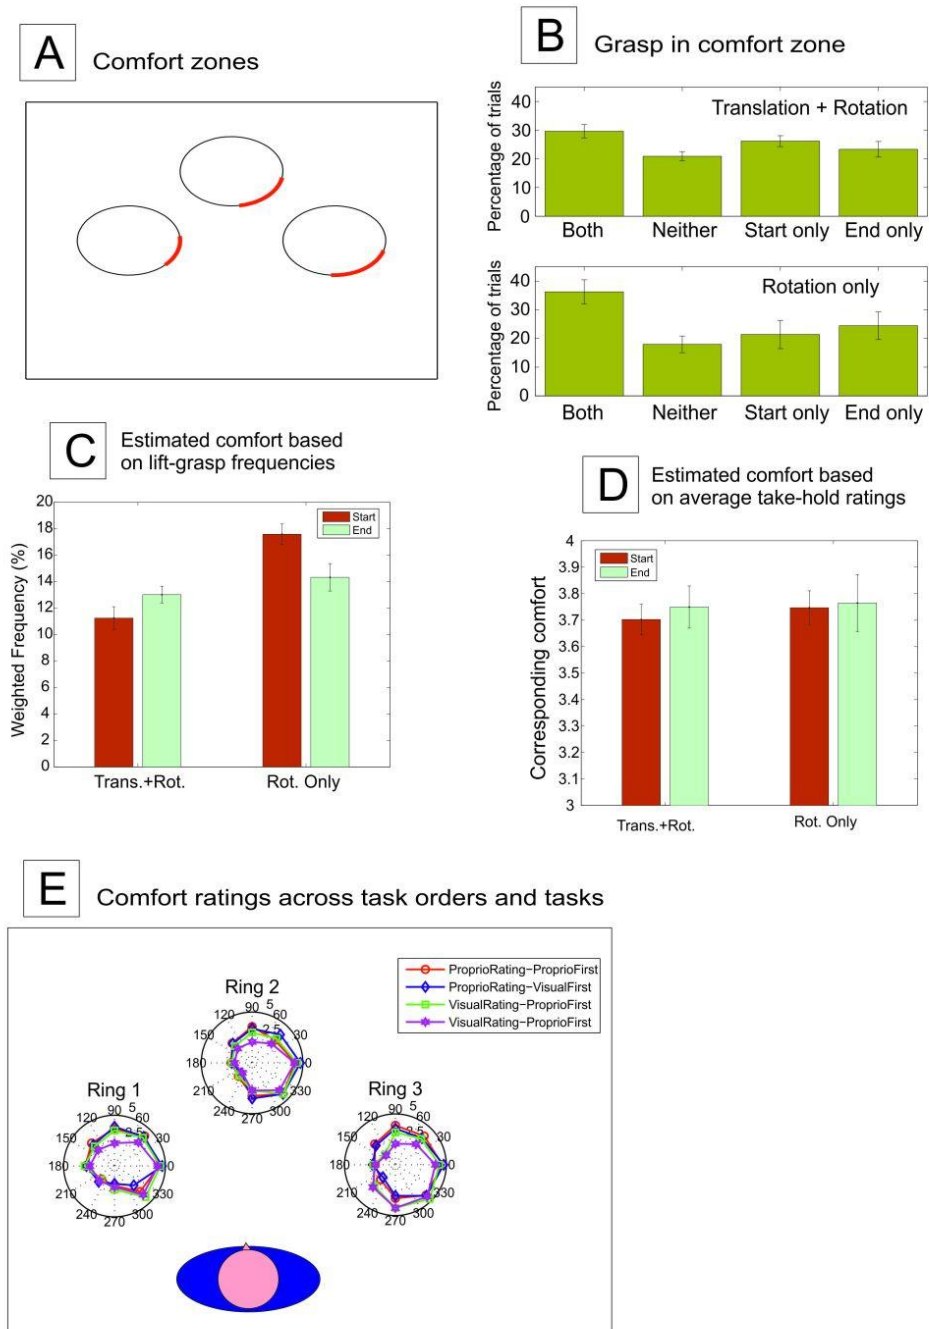 A Comfort zones
B Grasp in comfort zone
Percentage of trials
40
30
20
10
0
Translation + Rotation
Both Neither Start only End only
Percentage of trials
40
30
20
10
0
Rotation only
Both Neither Start only End only
C Estimated comfort based
on lift-grasp frequencies
Weighted Frequency (%)
20
18
16
14
12
10
8
6
4
2
0
Start
End
Trans.+Rot. Rot. Only
D Estimated comfort based
on average take-hold ratings
Corresponding comfort
4
3.9
3.8
3.7
3.6
3.5
3.4
3.3
3.2
3.1
3
Start
End
Trans.+Rot. Rot. Only
E Comfort ratings across task orders and tasks
ProprioRating-ProprioFirst
ProprioRating-VisualFirst
VisualRating-ProprioFirst
VisualRating-ProprioFirst
Ring 2
90 5
120 60
2.5
150 30
180 0
210 330
240 300
270
Ring 1
90 5
120 60
150 30
180 0
210 330
240 300
270
Ring 3
90 5
120 60
150 30
180 0
210 330
240 300
270